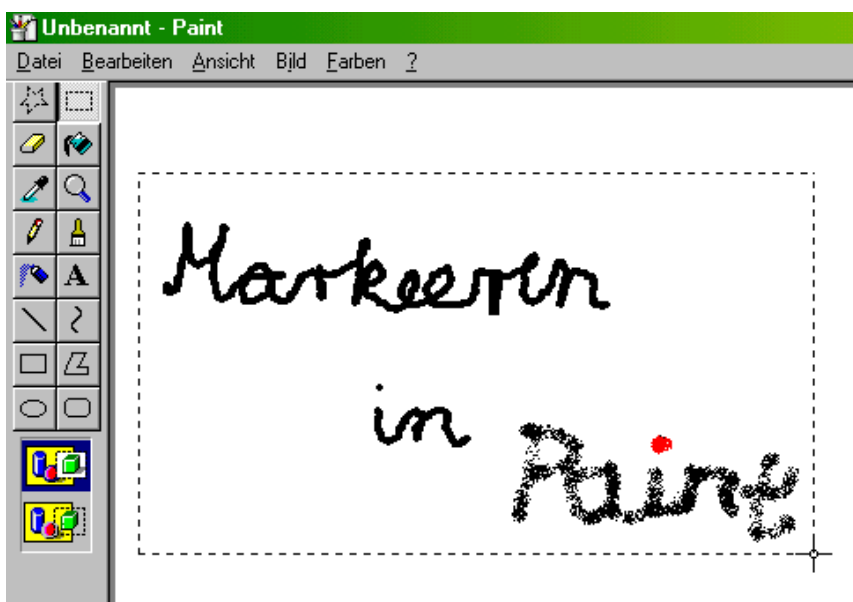 Unbenannt - Paint
Datei Bearbeiten Ansicht Bild Farben ?
A
Markeeren
in
Paint